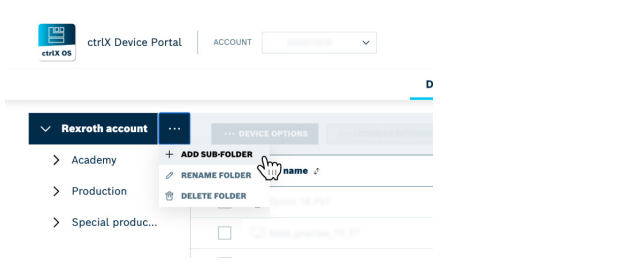 ctrlX OS
ctrlX Device Portal
ACCOUNT
D
Rexroth account ...
... DEVICE OPTIONS
+ ADD SUB-FOLDER
Academy
name
RENAME FOLDER
Production
DELETE FOLDER
Special produc...